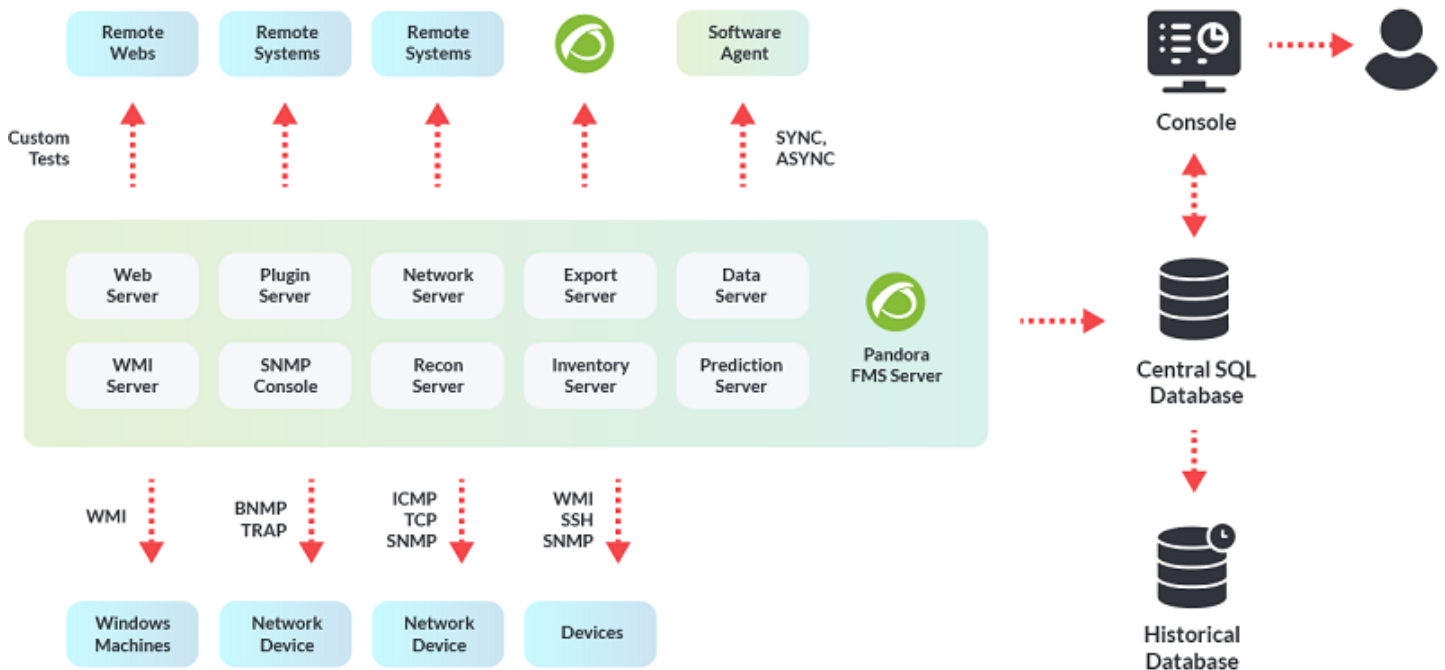 Remote
Webs
Remote
Systems
Remote
Systems
Software
Agent
Custom
Tests
SYNC,
ASYNC
Console
Web
Server
Plugin
Server
Network
Server
Export
Server
Data
Server
WMI
Server
SNMP
Console
Recon
Server
Inventory
Server
Prediction
Server
Pandora
FMS Server
Central SQL
Database
WMI
BNMP
TRAP
ICMP
TCP
SNMP
WMI
SSH
SNMP
Windows
Machines
Network
Device
Network
Device
Devices
Historical
Database